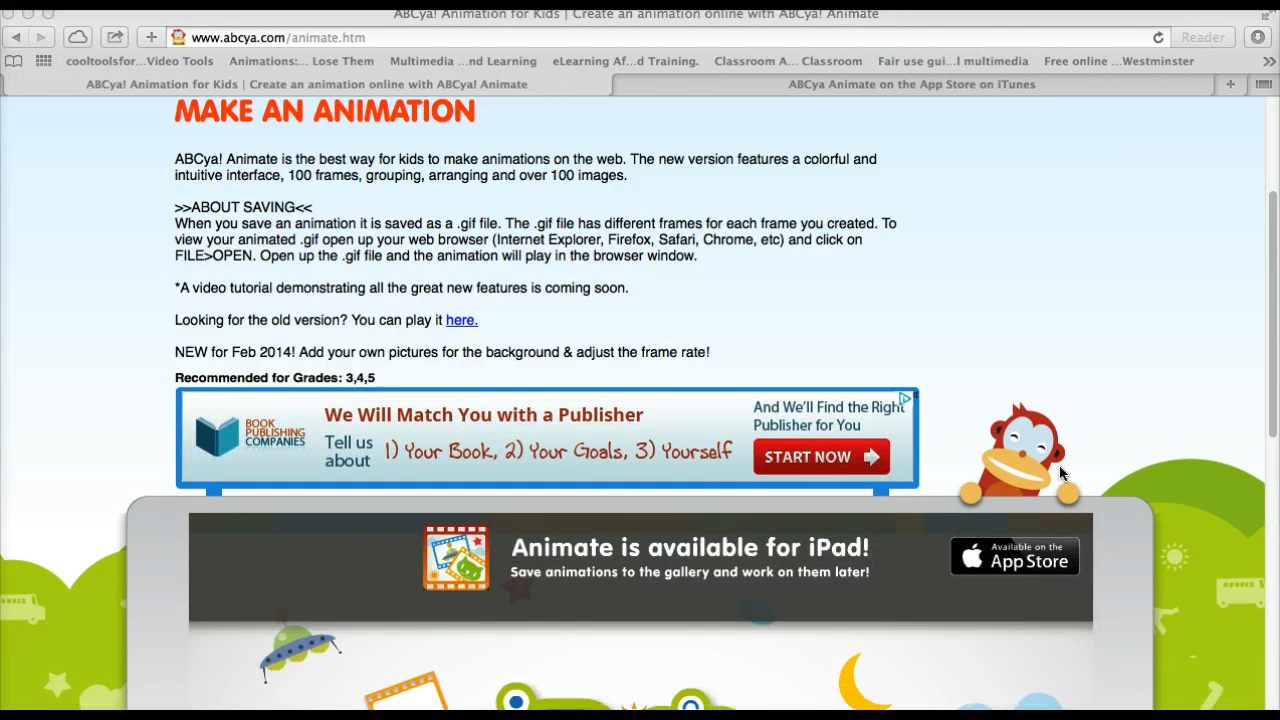 ABCya! Animation for Kids | Create an animation online with ABCya! Animate
www.abcya.com/animate.htm
Reader
cooltoolsfor...Video Tools
Animations:... Lose Them
Multimedia ...nd Learning
eLearning Af...d Training.
Classroom A... Classroom
Fair use gui...l multimedia
Free online ...Westminster
ABCya! Animation for Kids | Create an animation online with ABCya! Animate
ABCya Animate on the App Store on iTunes
MAKE AN ANIMATION
ABCya! Animate is the best way for kids to make animations on the web. The new version features a colorful and
intuitive interface, 100 frames, grouping, arranging and over 100 images.
>>ABOUT SAVING<<
When you save an animation it is saved as a .gif file. The .gif file has different frames for each frame you created. To
view your animated .gif open up your web browser (Internet Explorer, Firefox, Safari, Chrome, etc) and click on
FILE>OPEN. Open up the .gif file and the animation will play in the browser window.
*A video tutorial demonstrating all the great new features is coming soon.
Looking for the old version? You can play it here.
NEW for Feb 2014! Add your own pictures for the background & adjust the frame rate!
Recommended for Grades: 3,4,5
BOOK
PUBLISHING
COMPANIES
We Will Match You with a Publisher
Tell us
about
1) Your Book, 2) Your Goals, 3) Yourself
And We'll Find the Right
Publisher for You
START NOW
Animate is available for iPad!
Save animations to the gallery and work on them later!
Available on the
App Store